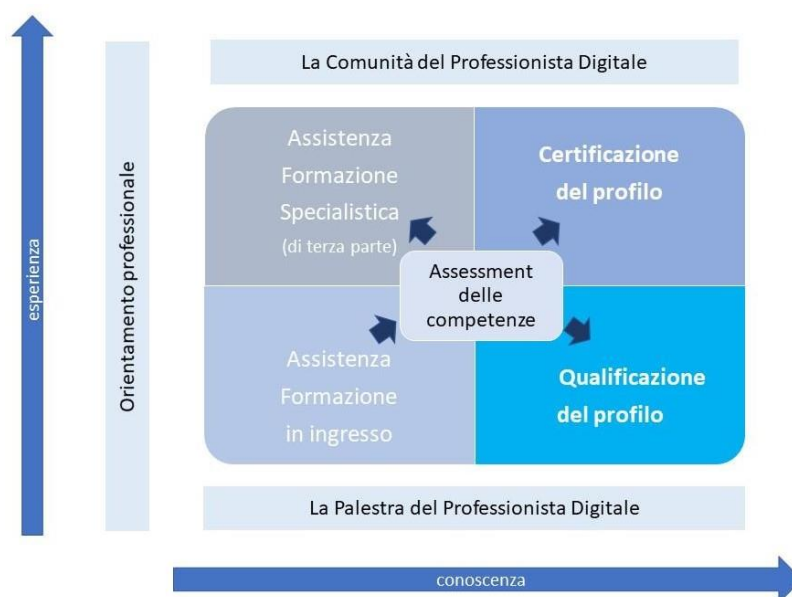 La Comunità del Professionista Digitale
esperienza
Orientamento professionale
Assistenza
Formazione
Specialistica
(di terza parte)
Certificazione
del profilo
Assessment
delle
competenze
Assistenza
Formazione
in ingresso
Qualificazione
del profilo
La Palestra del Professionista Digitale
conoscenza